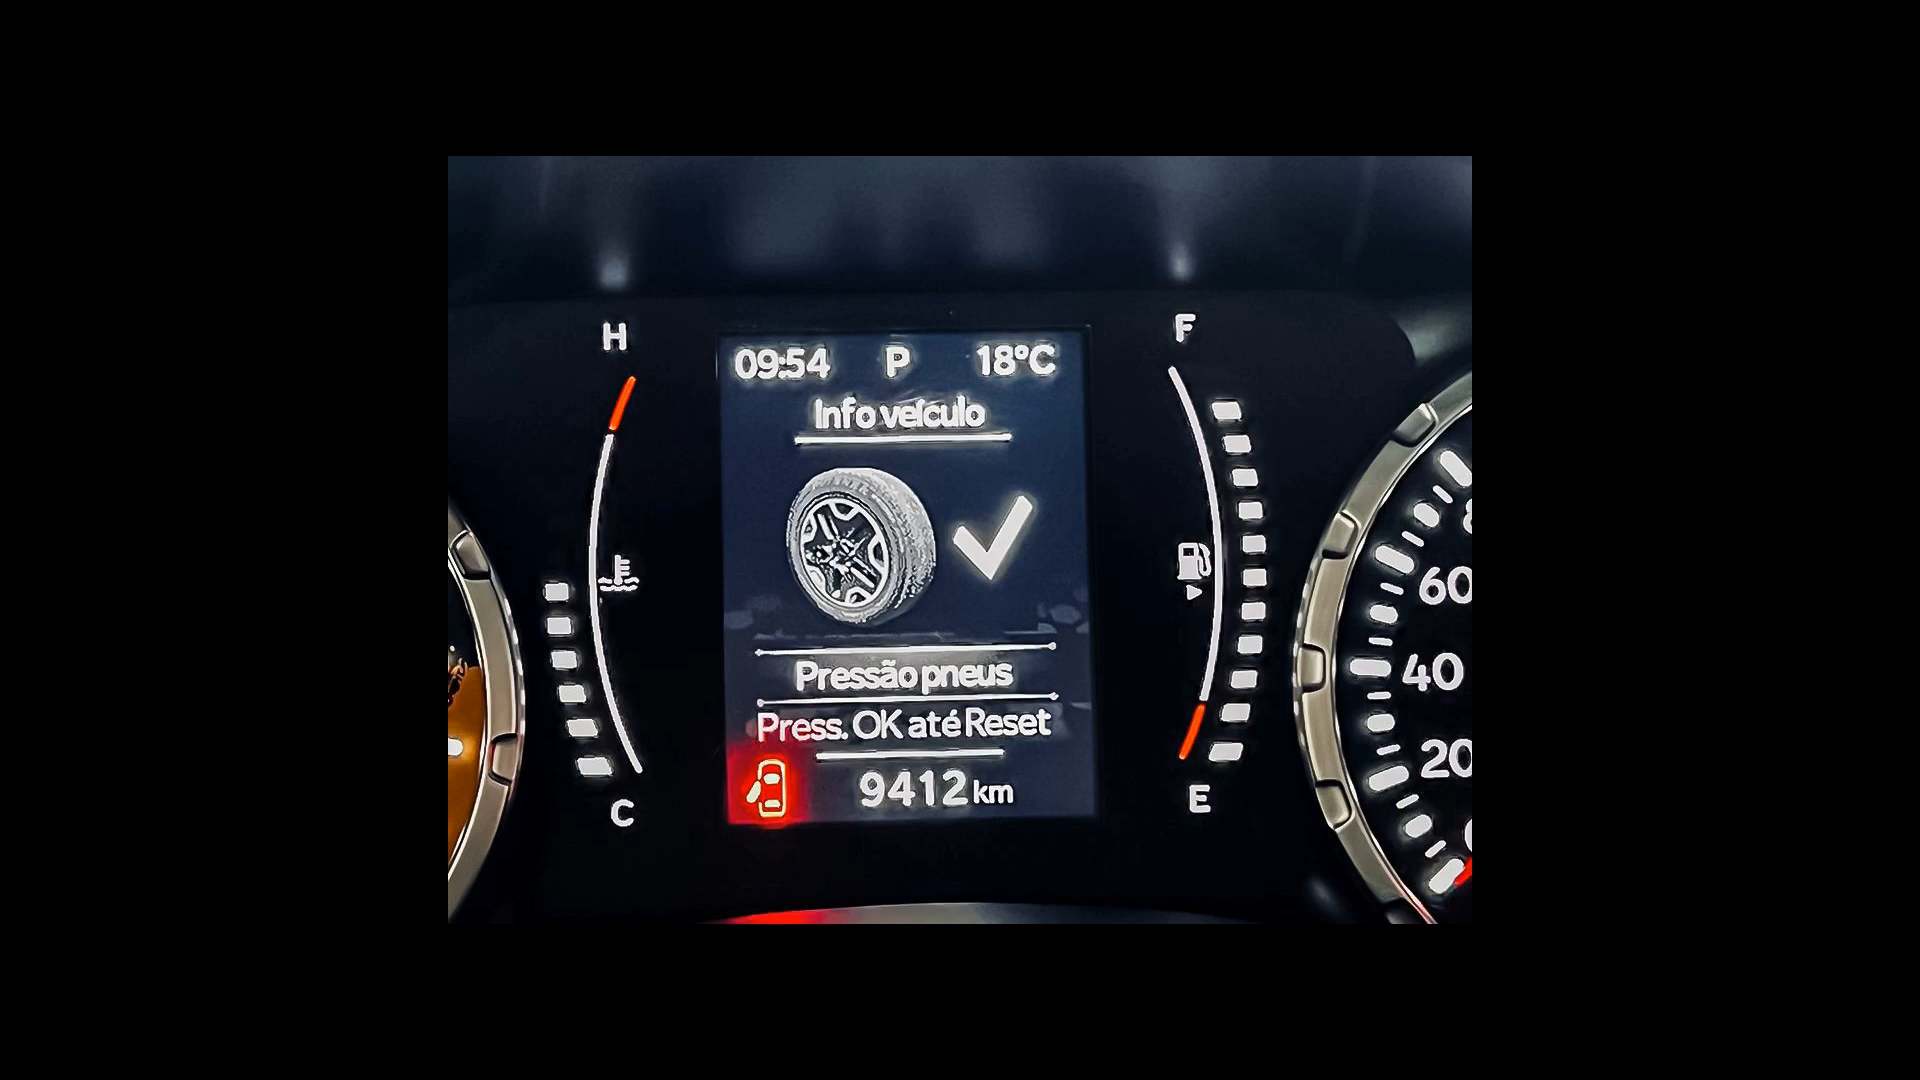 H
F
09:54 P 18°C
Info veículo
60
Pressão pneus
40
Press. OK até Reset
20
9412 km
C
E